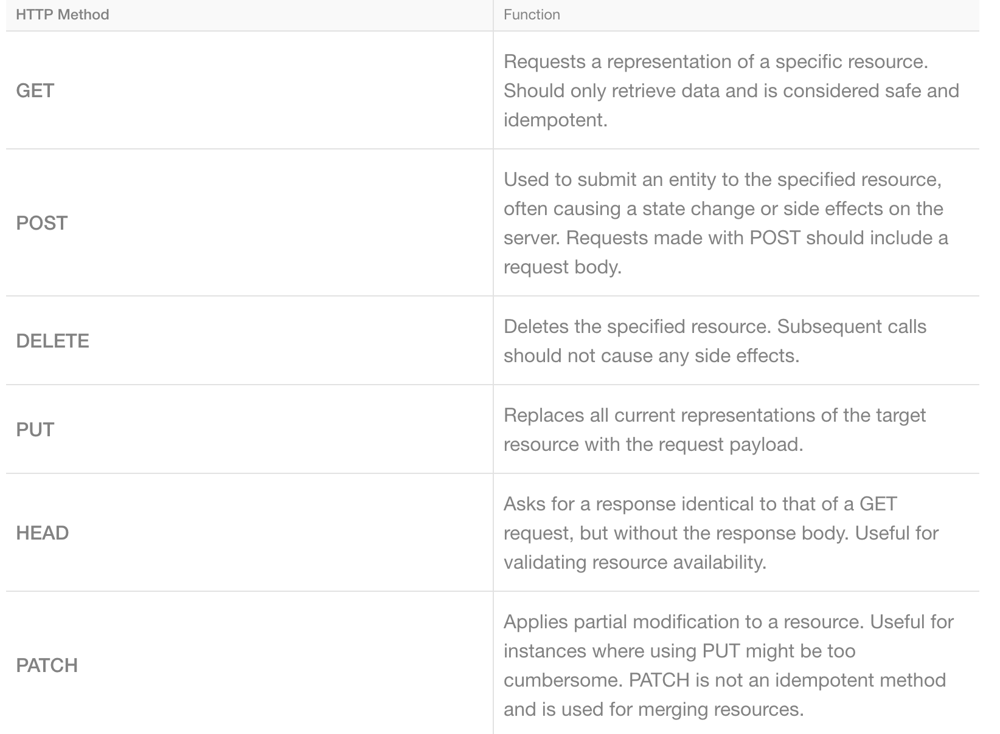 HTTP Method
Function
GET
Requests a representation of a specific resource.
Should only retrieve data and is considered safe and
idempotent.
POST
Used to submit an entity to the specified resource,
often causing a state change or side effects on the
server. Requests made with POST should include a
request body.
DELETE
Deletes the specified resource. Subsequent calls
should not cause any side effects.
PUT
Replaces all current representations of the target
resource with the request payload.
HEAD
Asks for a response identical to that of a GET
request, but without the response body. Useful for
validating resource availability.
PATCH
Applies partial modification to a resource. Useful for
instances where using PUT might be too
cumbersome. PATCH is not an idempotent method
and is used for merging resources.